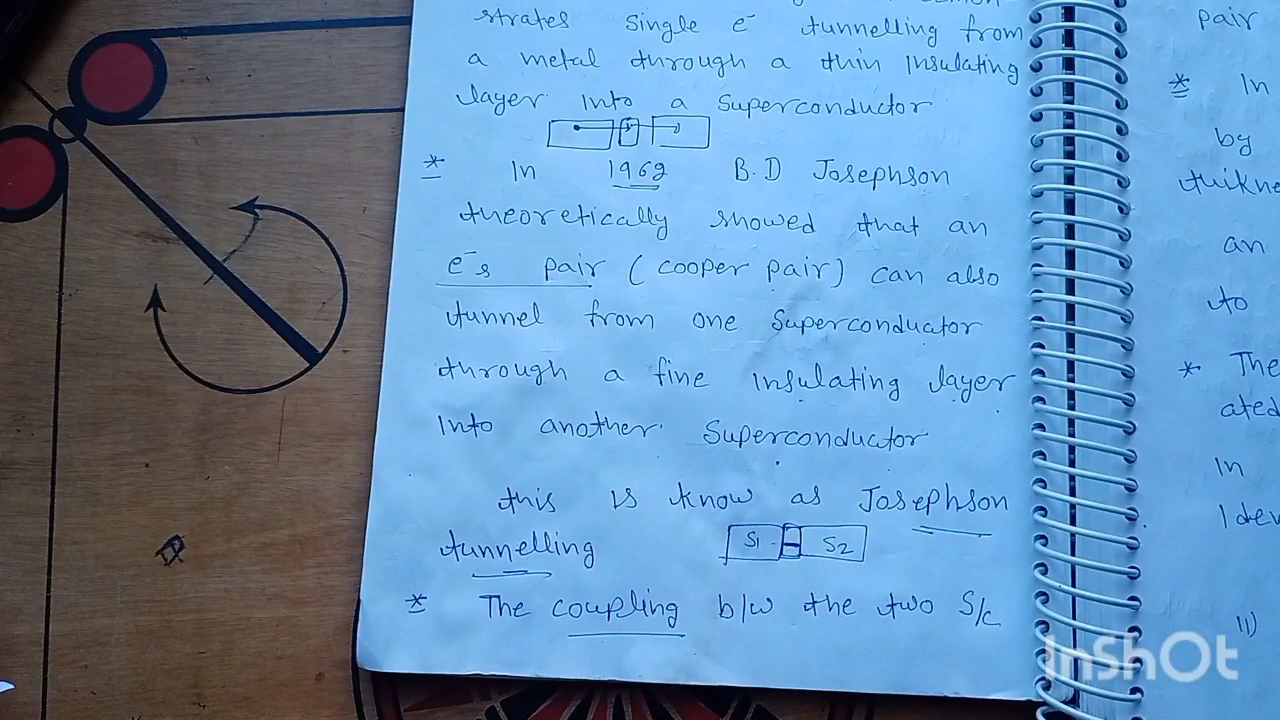 strates single e⁻ tunnelling from
a metal through a thin insulating
layer into a superconductor
* In 1962 B.D Josephson
theoretically showed that an
e⁻s pair (cooper pair) can also
tunnel from one superconductor
through a fine insulating layer
into another superconductor
this is know as Josephson
tunnelling S1 S2
* The coupling b/w the two S/c
pair
* In
by
an
to
* The
ated
in
11)
InShOt